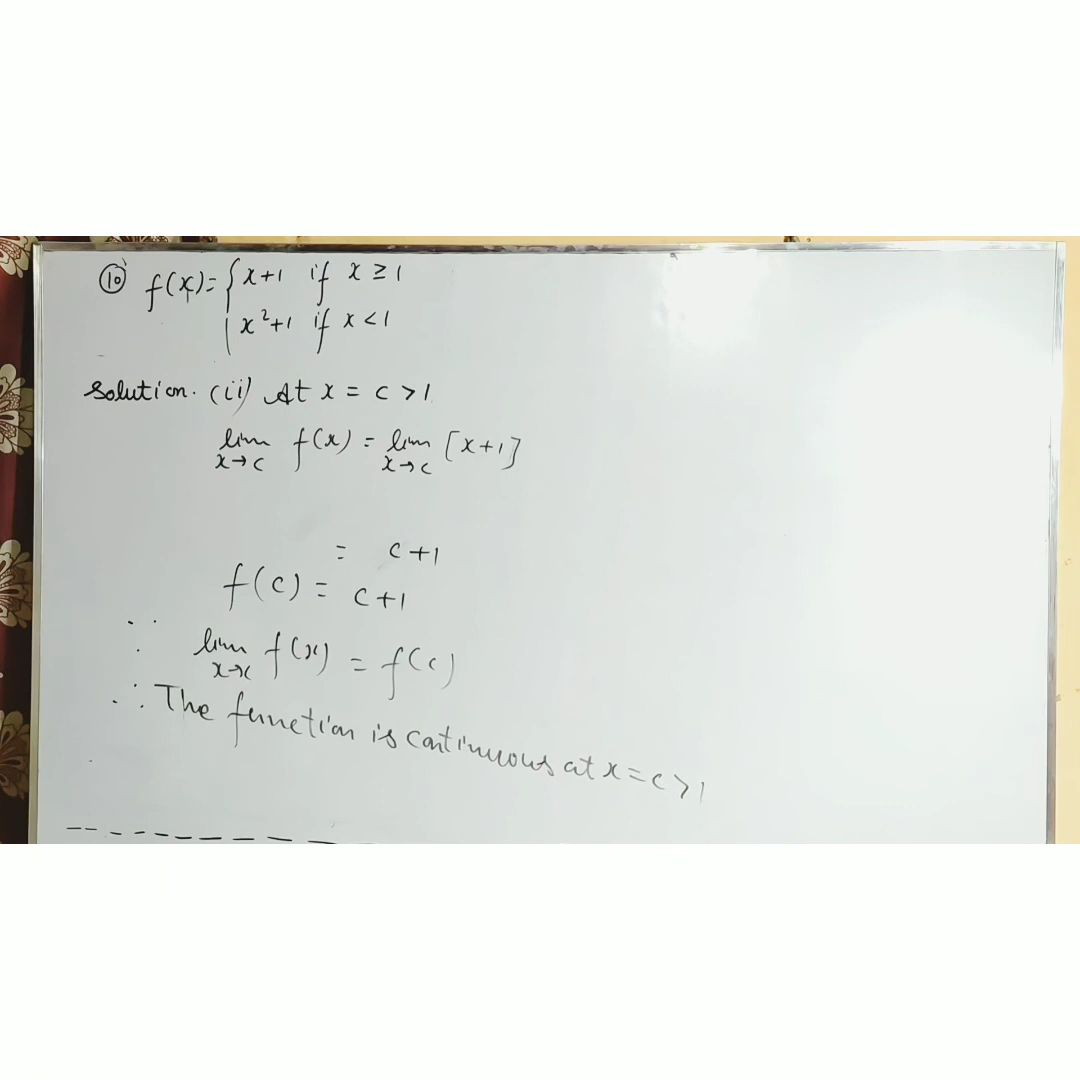 ⑩ f(x)= { x+1 if x ≥ 1
x²+1 if x < 1
Solution. (ii) At x = c > 1
lim x→c f(x) = lim x→c [x+1]
= c+1
f(c) = c+1
∵ lim x→c f(x) = f(c)
∴ The function is continuous at x = c > 1